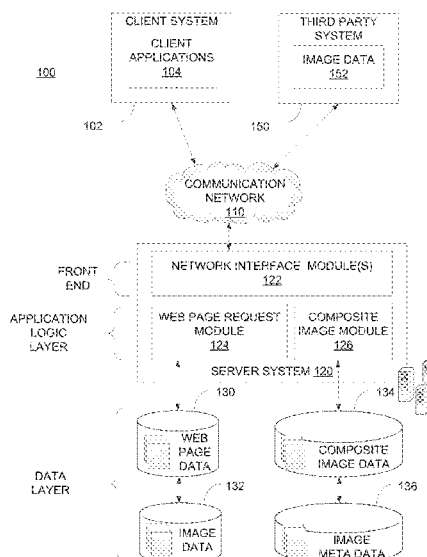 CLIENT SYSTEM
CLIENT
APPLICATIONS
104
THIRD PARTY
SYSTEM
IMAGE DATA
152
100
102
150
COMMUNICATION
NETWORK
110
FRONT
END
NETWORK INTERFACE MODULE(S)
122
APPLICATION
LOGIC
LAYER
WEB PAGE REQUEST
MODULE
124
COMPOSITE
IMAGE MODULE
126
SERVER SYSTEM 120
130
134
WEB
PAGE
DATA
COMPOSITE
IMAGE DATA
DATA
LAYER
132
136
IMAGE
DATA
IMAGE
META DATA